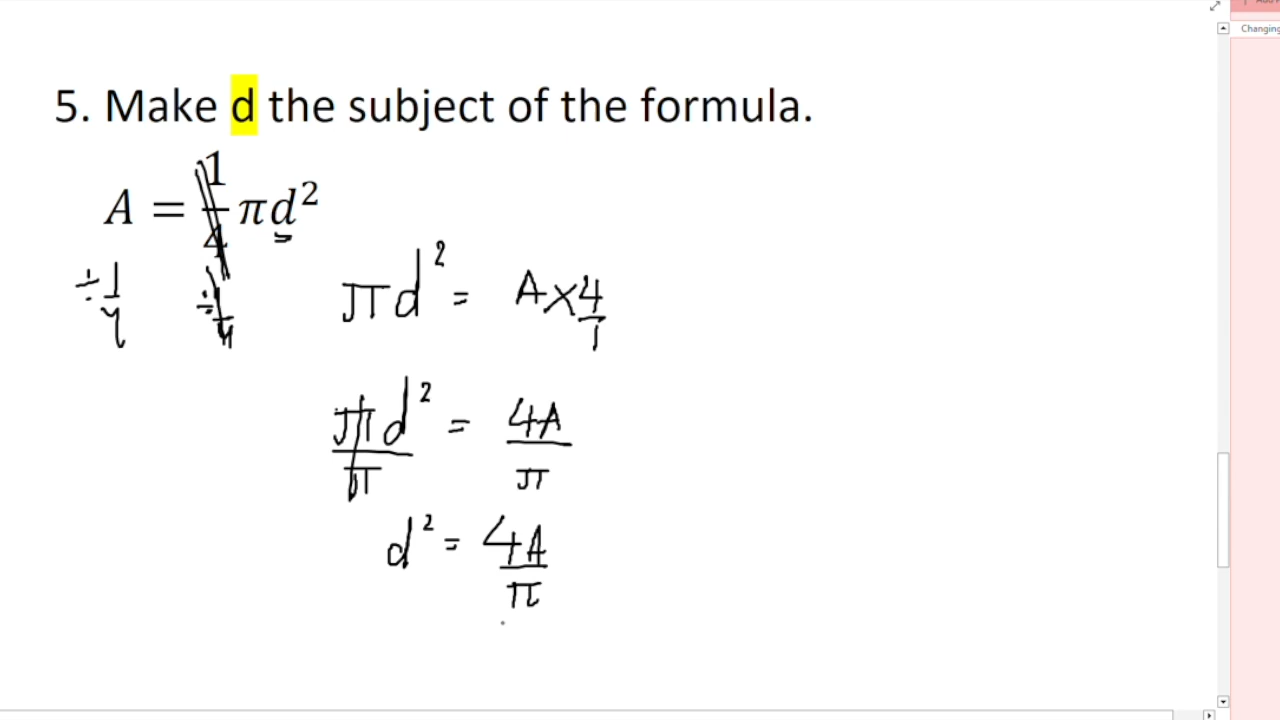 Changing
5. Make d the subject of the formula.
A = 1/4 πd²
÷ 1/4 ÷ 1/4
πd² = A × 4/1
πd²/π = 4A/π
d² = 4A/π